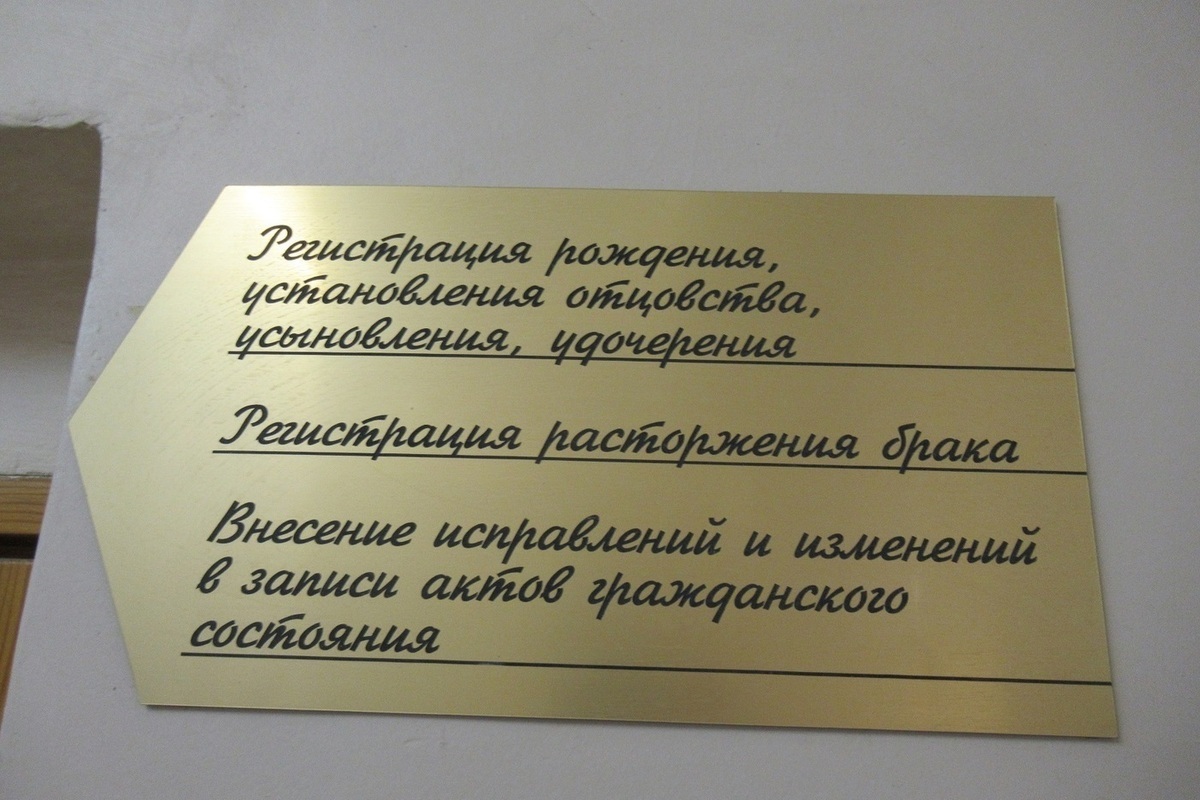 Регистрация рождения,
установления отцовства,
усыновления, удочерения
Регистрация расторжения брака
Внесение исправлений и изменений
в записи актов гражданского
состояния